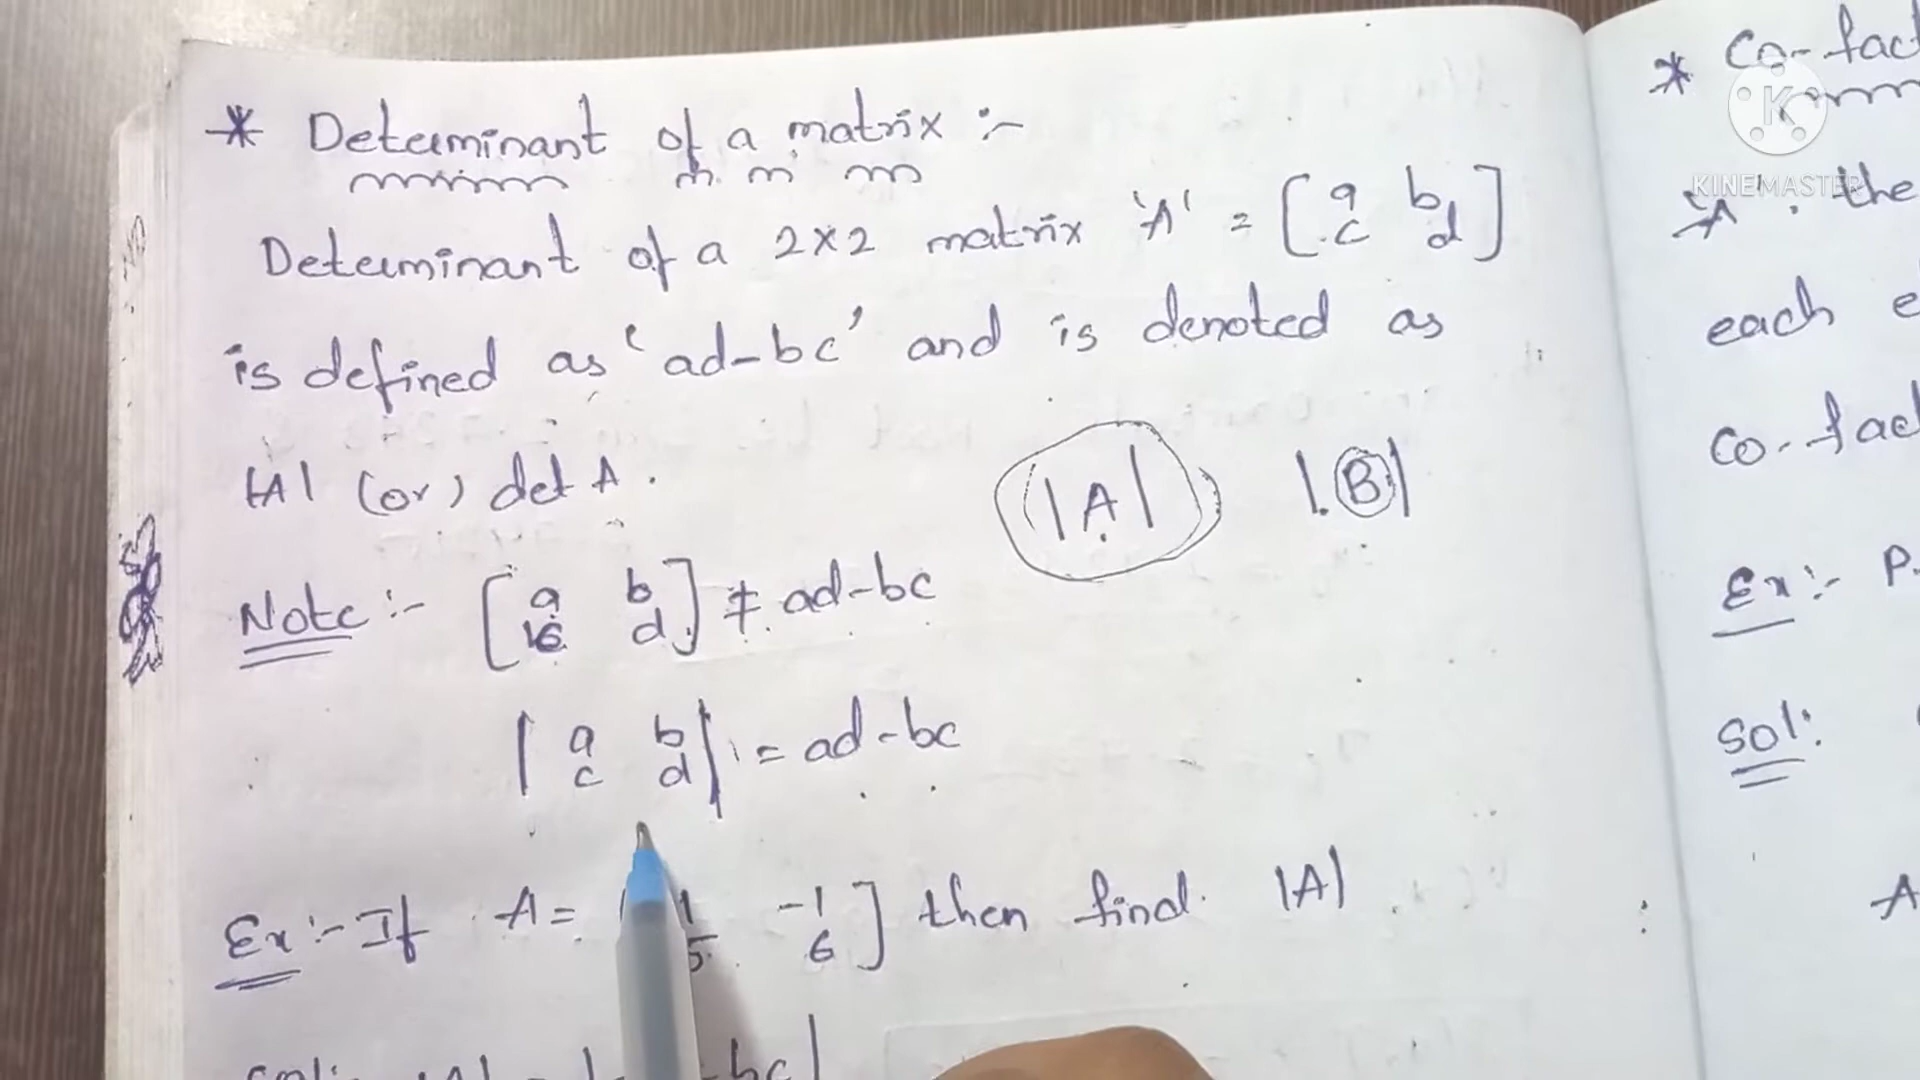 * Determinant of a matrix :-
Determinant of a 2×2 matrix 'A' = [a b
c d]
is defined as 'ad-bc' and is denoted as
|A| (or) det A.
|A| |B|
Note :- [a b
c d] ≠ ad-bc
|a b
c d| = ad-bc
Ex :- If A = [1 -1
5 6] then find |A|
* Co-fact
KINEMASTER
A the
each e
Co-fac
Ex :- P
Sol:
A